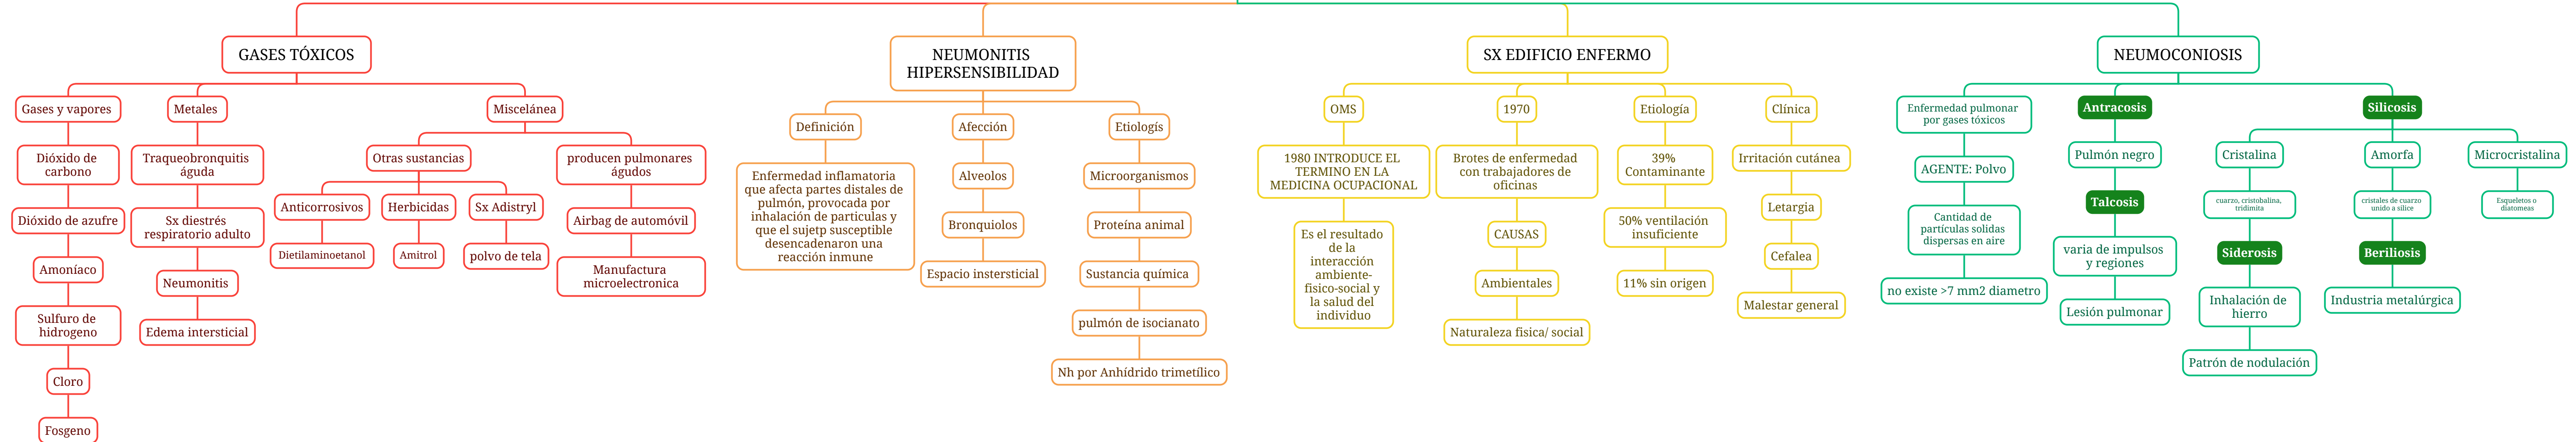 GASES TÓXICOS
Gases y vapores
Dióxido de
carbono
Dióxido de azufre
Amoníaco
Sulfuro de
hidrogeno
Cloro
Fosgeno
Metales
Traqueobronquitis
águda
Sx diestrés
respiratorio adulto
Neumonitis
Edema intersticial
Miscelánea
Otras sustancias
Anticorrosivos
Dietilaminoetanol
Herbicidas
Amitrol
Sx Adistryl
polvo de tela
producen pulmonares
águdos
Airbag de automóvil
Manufactura
microelectronica
NEUMONITIS
HIPERSENSIBILIDAD
Definición
Enfermedad inflamatoria
que afecta partes distales de
pulmón, provocada por
inhalación de particulas y
que el sujetp susceptible
desencadenaron una
reacción inmune
Afección
Alveolos
Bronquiolos
Espacio instersticial
Etiologís
Microorganismos
Proteína animal
Sustancia química
pulmón de isocianato
Nh por Anhídrido trimetílico
SX EDIFICIO ENFERMO
OMS
1980 INTRODUCE EL
TERMINO EN LA
MEDICINA OCUPACIONAL
Es el resultado
de la
interacción
ambiente-
fisico-social y
la salud del
individuo
1970
Brotes de enfermedad
con trabajadores de
oficinas
CAUSAS
Ambientales
Naturaleza fisica/ social
Etiología
39%
Contaminante
50% ventilación
insuficiente
11% sin origen
Clínica
Irritación cutánea
Letargia
Cefalea
Malestar general
NEUMOCONIOSIS
Enfermedad pulmonar
por gases tóxicos
AGENTE: Polvo
Cantidad de
partículas solidas
dispersas en aire
no existe >7 mm2 diametro
Antracosis
Pulmón negro
Talcosis
varia de impulsos
y regiones
Lesión pulmonar
Silicosis
Cristalina
cuarzo, cristobalina,
tridimita
Siderosis
Inhalación de
hierro
Patrón de nodulación
Amorfa
cristales de cuarzo
unido a silice
Beriliosis
Industria metalúrgica
Microcristalina
Esqueletos o
diatomeas